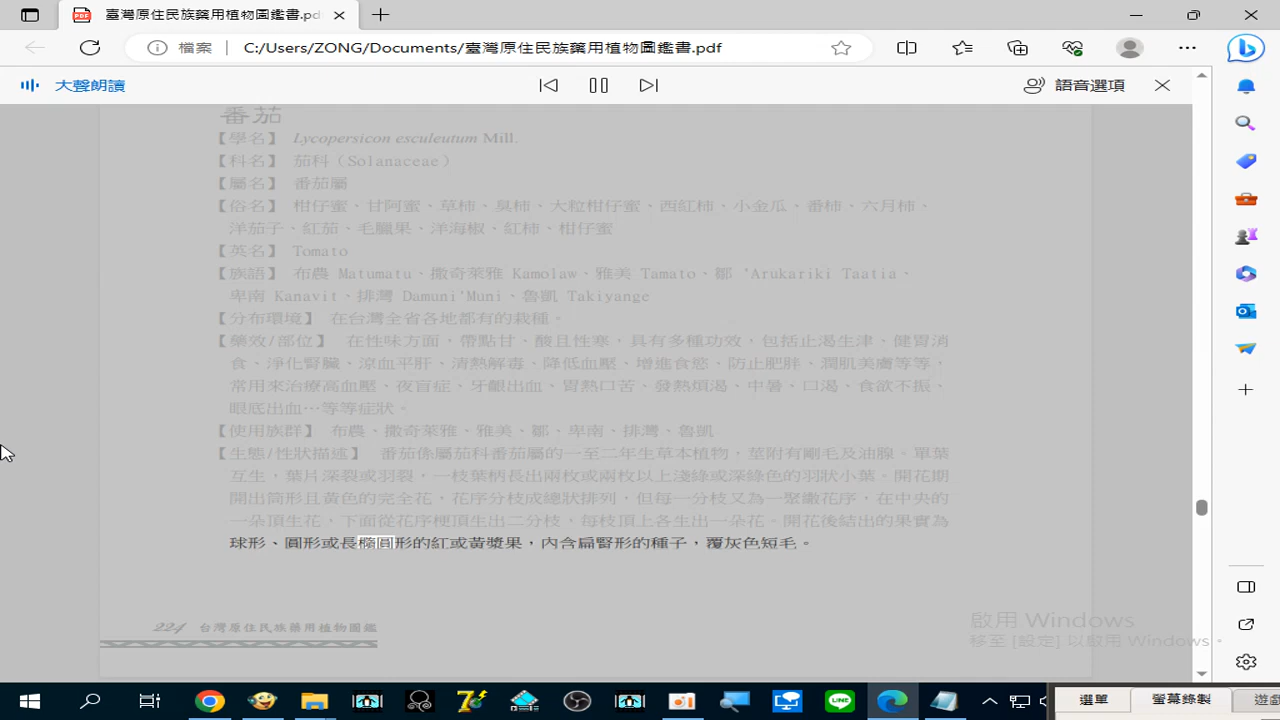 臺灣原住民族藥用植物圖鑑書.pd
檔案
C:/Users/ZONG/Documents/臺灣原住民族藥用植物圖鑑書.pdf
大聲朗讀
語音選項
番茄
【學名】 Lycopersicon esculeutum Mill.
【科名】 茄科（Solanaceae）
【屬名】 番茄屬
【俗名】 柑仔蜜、甘阿蜜、草柿、臭柿、大粒柑仔蜜、西紅柿、小金瓜、番柿、六月柿、
洋茄子、紅茄、毛臘果、洋海椒、紅柿、柑仔蜜
【英名】 Tomato
【族語】 布農 Matumatu、撒奇萊雅 Kamolaw、雅美 Tamato、鄒 'Arukariki Taatia、
卑南 Kanavit、排灣 Damuni'Muni、魯凱 Takiyange
【分布環境】 在台灣全省各地都有的栽種。
【藥效/部位】 在性味方面，帶點甘、酸且性寒，具有多種功效，包括止渴生津、健胃消
食、淨化腎臟、涼血平肝、清熱解毒、降低血壓、增進食慾、防止肥胖、潤肌美膚等等，
常用來治療高血壓、夜盲症、牙齦出血、胃熱口苦、發熱煩渴、中暑、口渴、食欲不振、
眼底出血…等等症狀。
【使用族群】 布農、撒奇萊雅、雅美、鄒、卑南、排灣、魯凱
【生態/性狀描述】 番茄係屬茄科番茄屬的一至二年生草本植物，莖附有剛毛及油腺。單葉
互生，葉片深裂或羽裂，一枝葉柄長出兩枚或兩枚以上淺綠或深綠色的羽狀小葉。開花期
開出筒形且黃色的完全花，花序分枝成總狀排列，但每一分枝又為一聚繖花序，在中央的
一朵頂生花，下面從花序梗頂生出二分枝，每枝頂上各生出一朵花。開花後結出的果實為
球形、圓形或長橢圓形的紅或黃漿果，內含扁腎形的種子，覆灰色短毛。
224 台灣原住民族藥用植物圖鑑
啟用 Windows
移至 [設定] 以啟用 Windows。
LINE
選單
螢幕錄製
遊